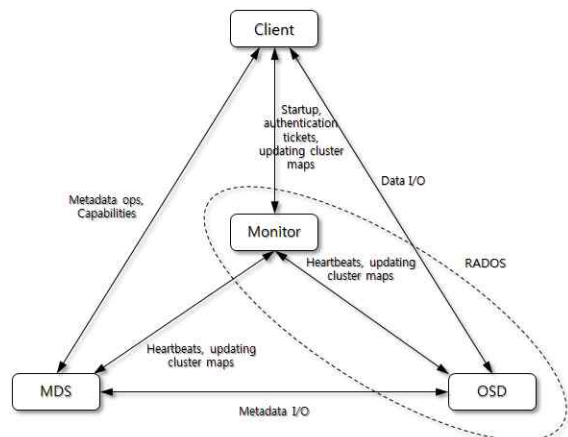 Client
Startup,
authentication
tickets,
updating cluster
maps
Data I/O
Metadata ops,
Capabilities
Monitor
RADOS
Heartbeats, updating
cluster maps
Heartbeats, updating
cluster maps
MDS
OSD
Metadata I/O